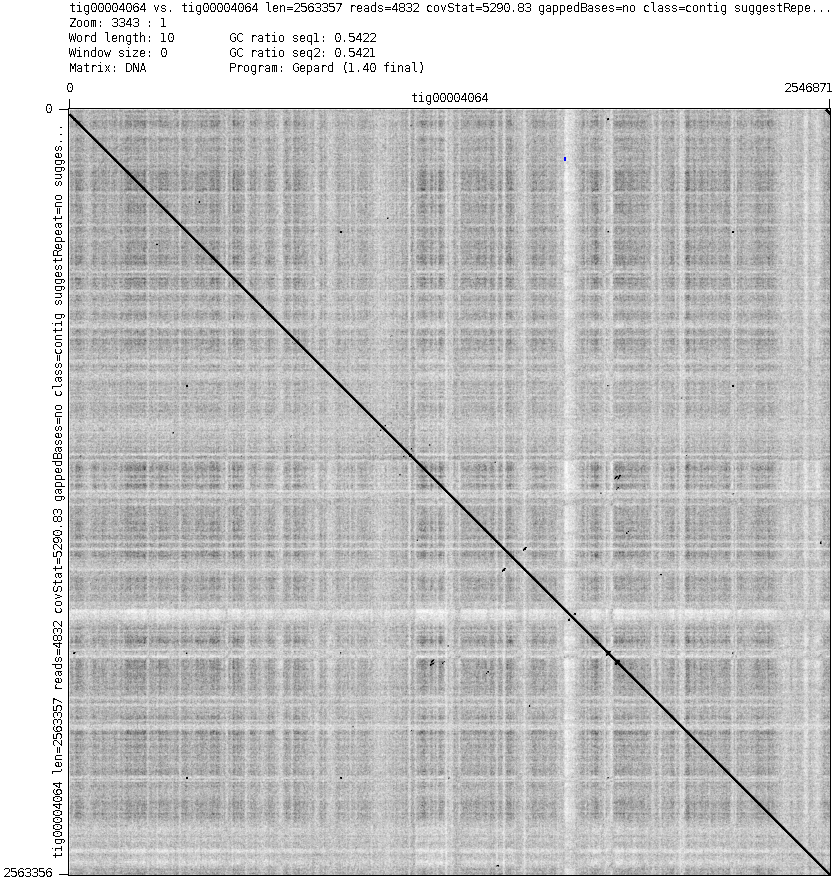 tig00004064 vs. tig00004064 len=2563357 reads=4832 covStat=5290.83 gappedBases=no class=contig suggestRepe...
Zoom: 3343 : 1
Word length: 10 GC ratio seq1: 0.5422
Window size: 0 GC ratio seq2: 0.5421
Matrix: DNA Program: Gepard (1.40 final)
0 2546871
tig00004064
0
tig00004064 len=2563357 reads=4832 covStat=5290.83 gappedBases=no class=contig suggestRepeat=no sugges...
2563356